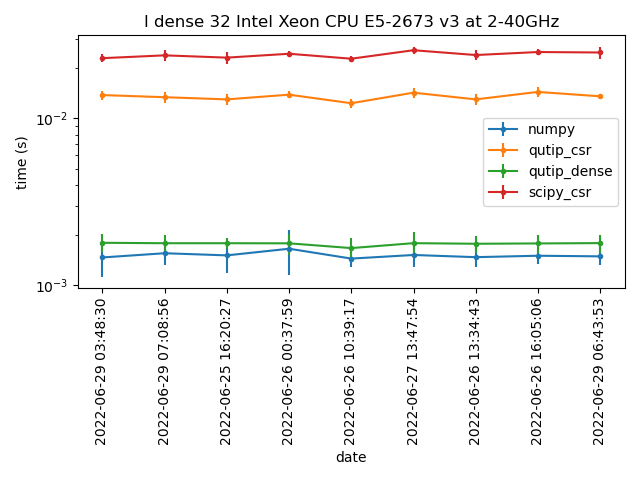 l dense 32 Intel Xeon CPU E5-2673 v3 at 2-40GHz
time (s)
10⁻²
10⁻³
numpy
qutip_csr
qutip_dense
scipy_csr
2022-06-29 03:48:30
2022-06-29 07:08:56
2022-06-25 16:20:27
2022-06-26 00:37:59
2022-06-26 10:39:17
2022-06-27 13:47:54
2022-06-26 13:34:43
2022-06-26 16:05:06
2022-06-29 06:43:53
date